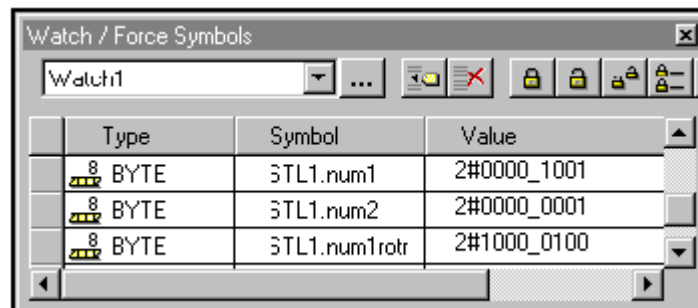 Watch / Force Symbols
Watch1 ...
Type Symbol Value
8 BYTE STL1.num1 2#0000_1001
8 BYTE STL1.num2 2#0000_0001
8 BYTE STL1.num1rotr 2#1000_0100